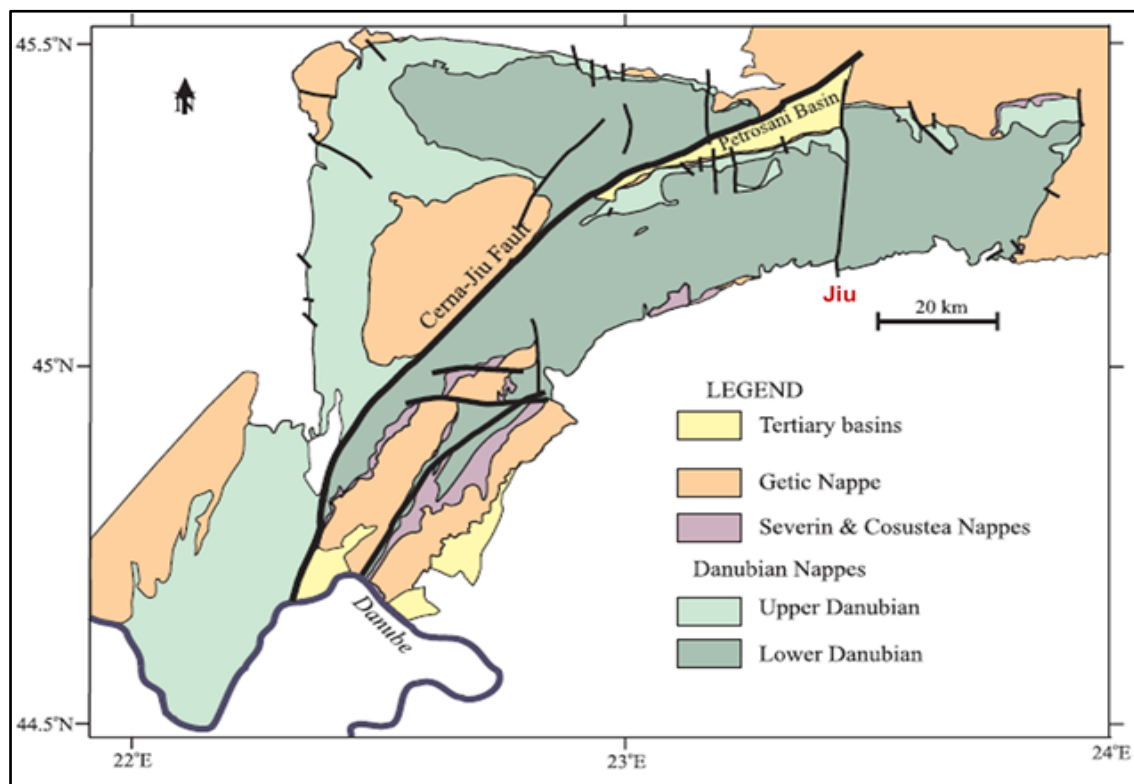 45.5°N
N
Petrosani Basin
Cerna-Jiu Fault
Jiu
20 km
45°N
LEGEND
Tertiary basins
Getic Nappe
Severin & Cosustea Nappes
Danubian Nappes
Upper Danubian
Lower Danubian
Danube
44.5°N
22°E
23°E
24°E